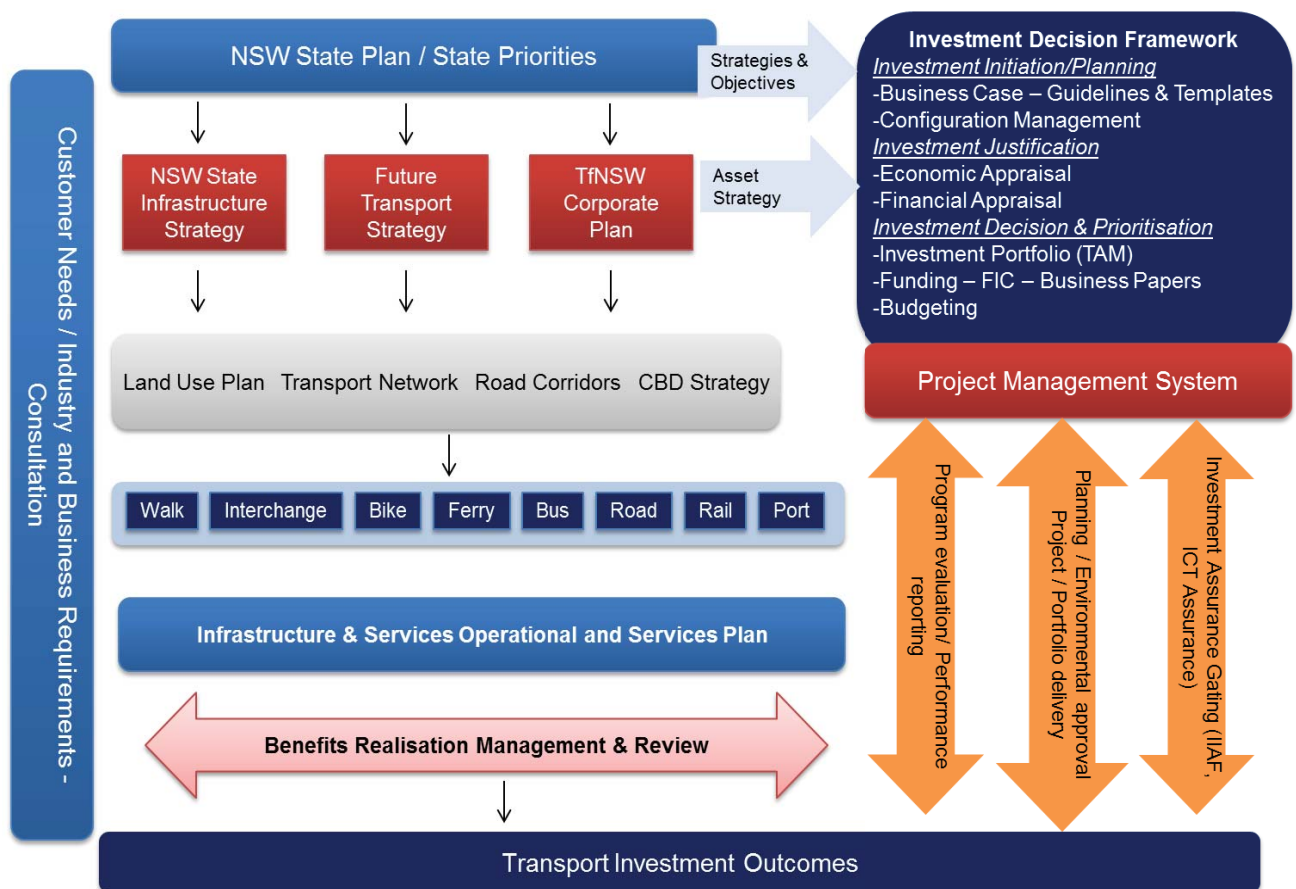 NSW State Plan / State Priorities
Strategies &
Objectives
Investment Decision Framework
Investment Initiation/Planning
-Business Case – Guidelines & Templates
-Configuration Management
Investment Justification
-Economic Appraisal
-Financial Appraisal
Investment Decision & Prioritisation
-Investment Portfolio (TAM)
-Funding – FIC – Business Papers
-Budgeting
Customer Needs / Industry and Business Requirements -
Consultation
NSW State
Infrastructure
Strategy
Future
Transport
Strategy
TfNSW
Corporate
Plan
Asset
Strategy
Land Use Plan Transport Network Road Corridors CBD Strategy
Project Management System
Walk Interchange Bike Ferry Bus Road Rail Port
Program evaluation/ Performance
reporting
Planning / Environmental approval
Project / Portfolio delivery
Investment Assurance Gating (IIAF,
ICT Assurance)
Infrastructure & Services Operational and Services Plan
Benefits Realisation Management & Review
Transport Investment Outcomes